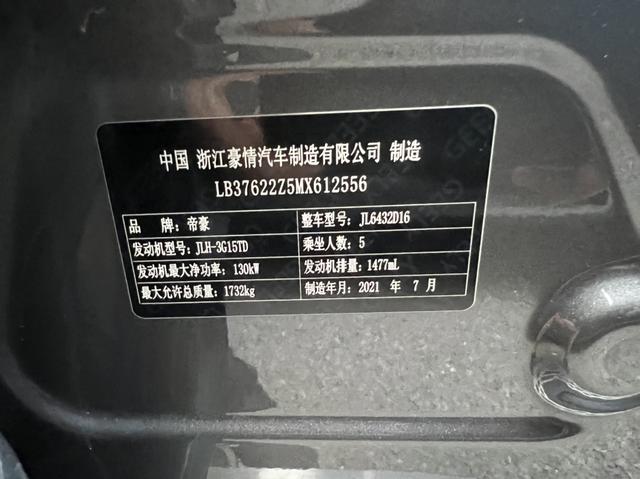 中国 浙江豪情汽车制造有限公司 制造
LB37622Z5MX612556
品 牌：帝豪 整车型号：JL6432D16
发动机型号：JLH-3G15TD 乘坐人数：5
发动机最大净功率：130kW 发动机排量：1477mL
最大允许总质量：1732kg 制造年月：2021 年 7 月